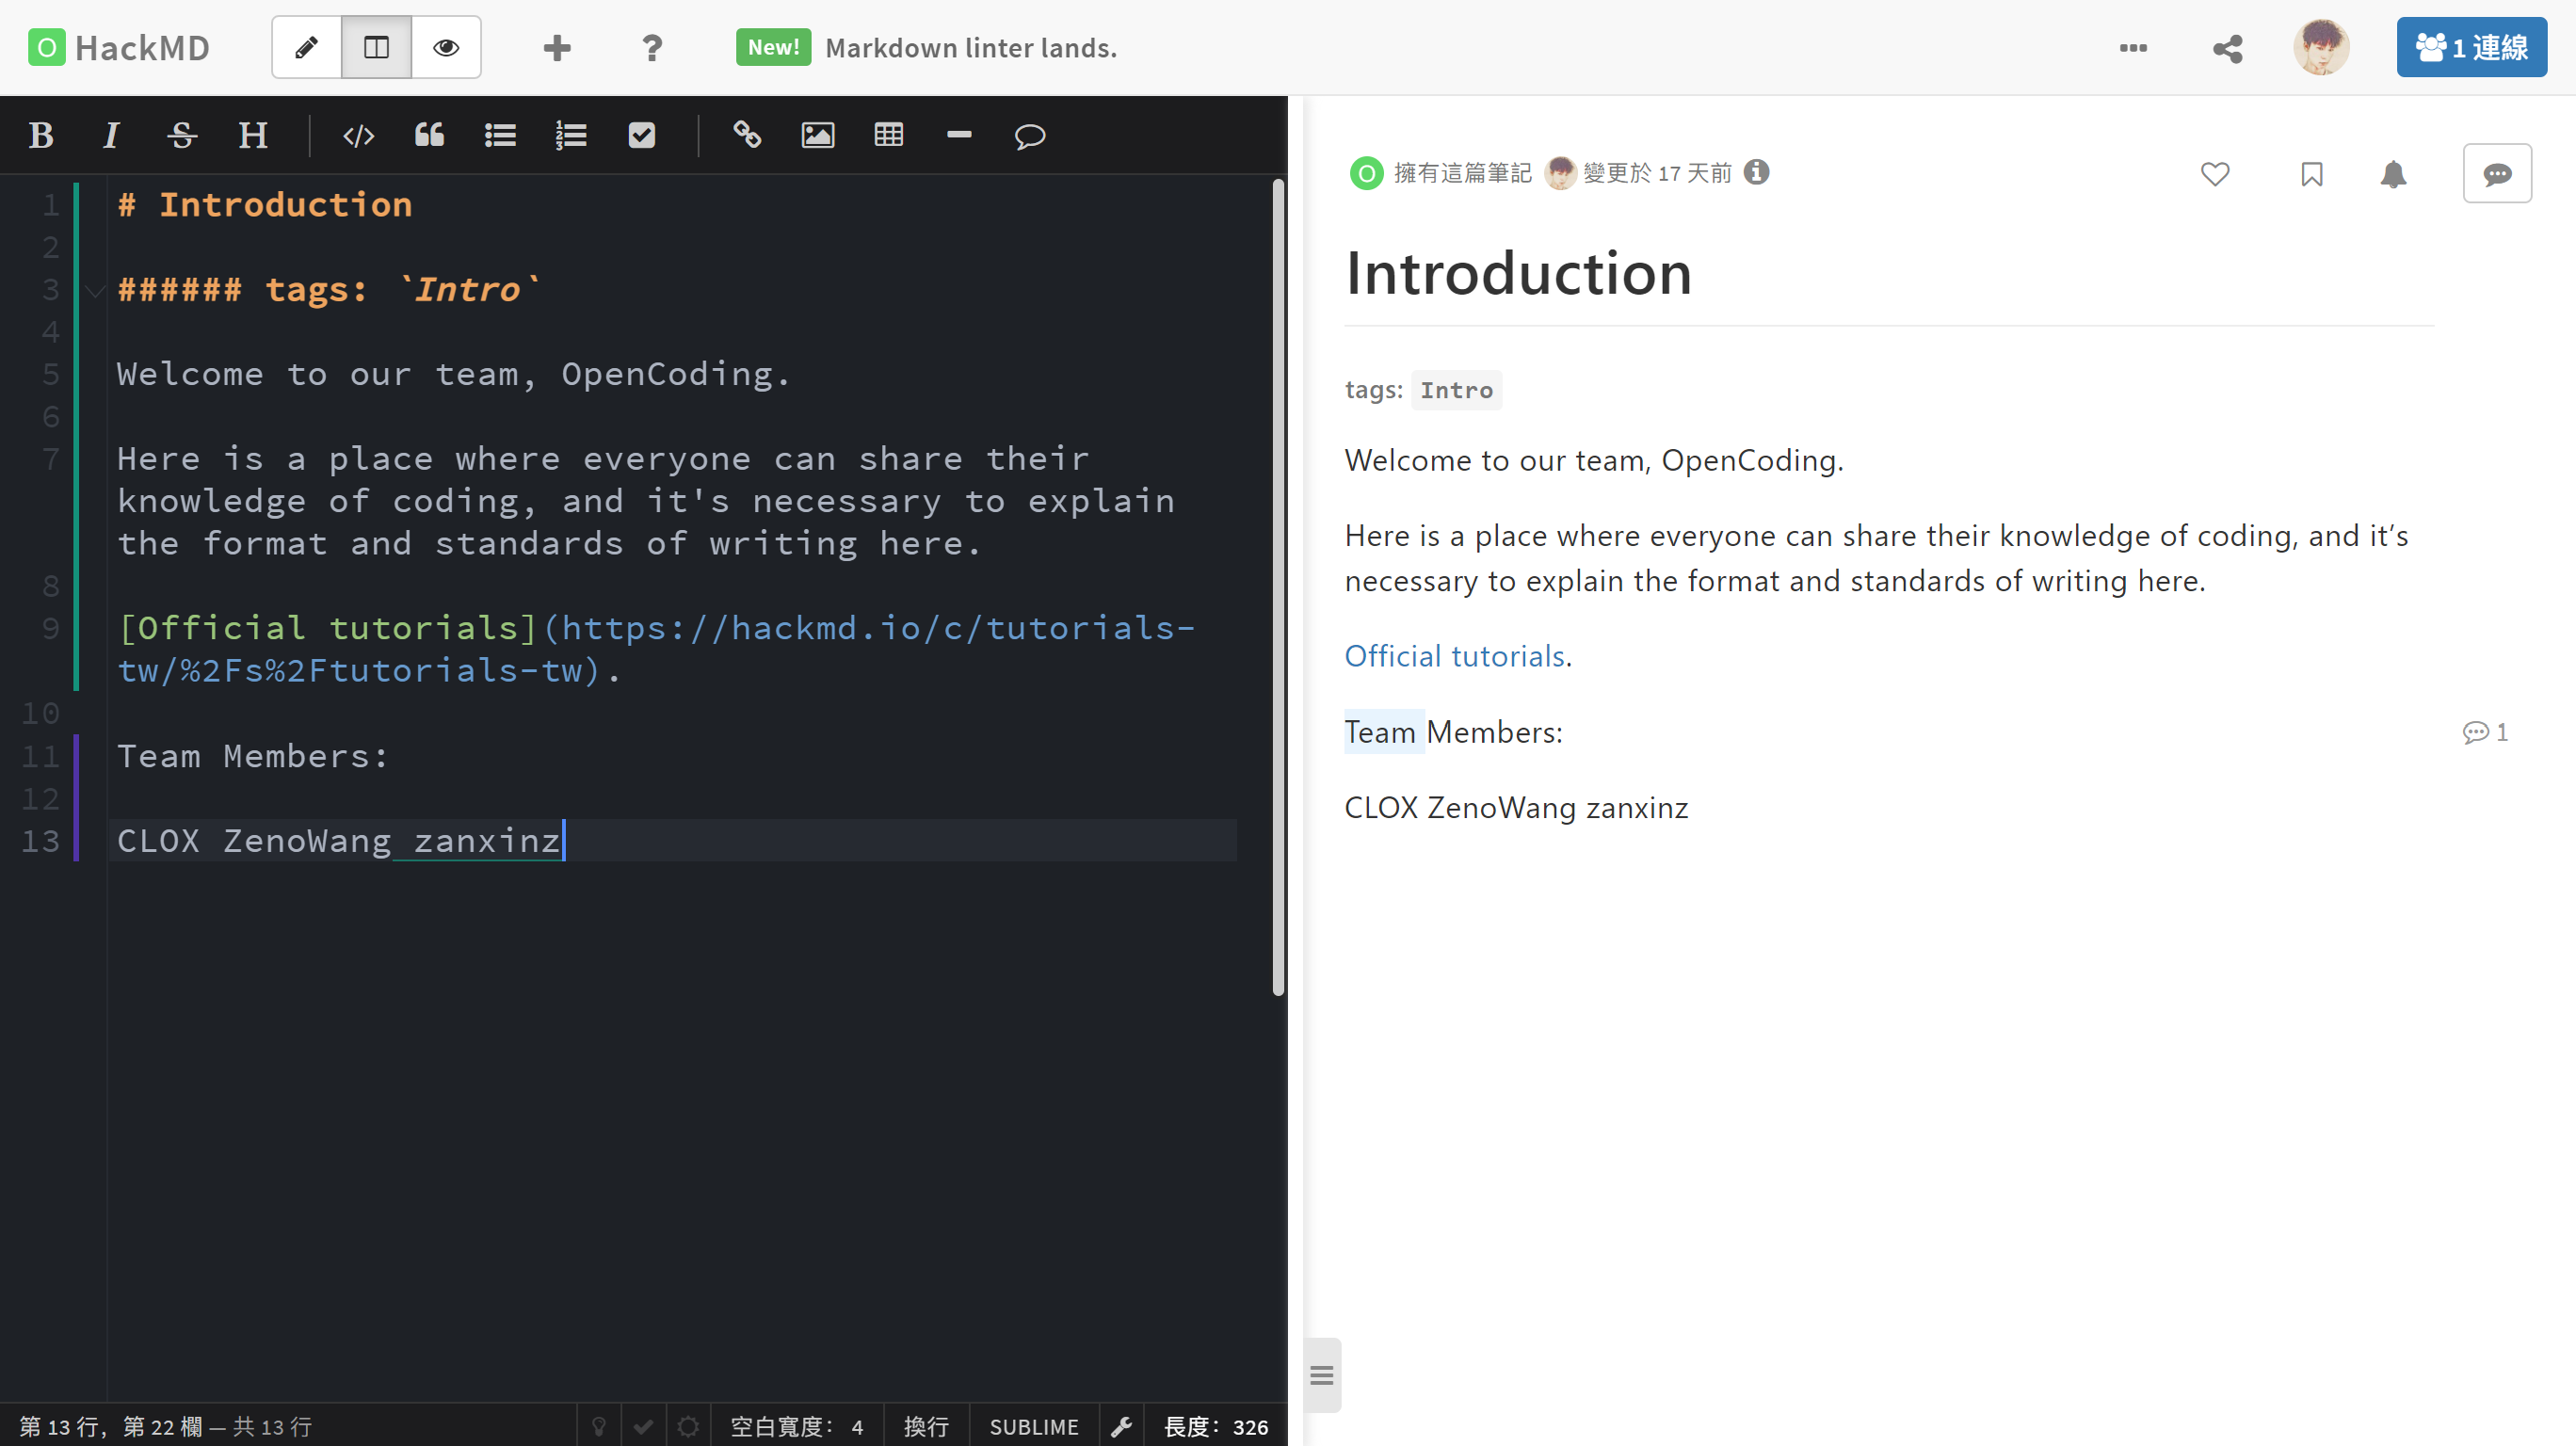 HackMD
New! Markdown linter lands.
1 連線
1 # Introduction
2
3 ###### tags: `Intro`
4
5 Welcome to our team, OpenCoding.
6
7 Here is a place where everyone can share their
knowledge of coding, and it's necessary to explain
the format and standards of writing here.
8
9 [Official tutorials](https://hackmd.io/c/tutorials-
tw/%2Fs%2Ftutorials-tw).
10
11 Team Members:
12
13 CLOX ZenoWang zanxinz
第 13 行，第 22 欄 — 共 13 行
空白寬度： 4
換行
SUBLIME
長度：326
擁有這篇筆記 變更於 17 天前
Introduction
tags: Intro
Welcome to our team, OpenCoding.
Here is a place where everyone can share their knowledge of coding, and it’s
necessary to explain the format and standards of writing here.
Official tutorials.
Team Members:
1
CLOX ZenoWang zanxinz